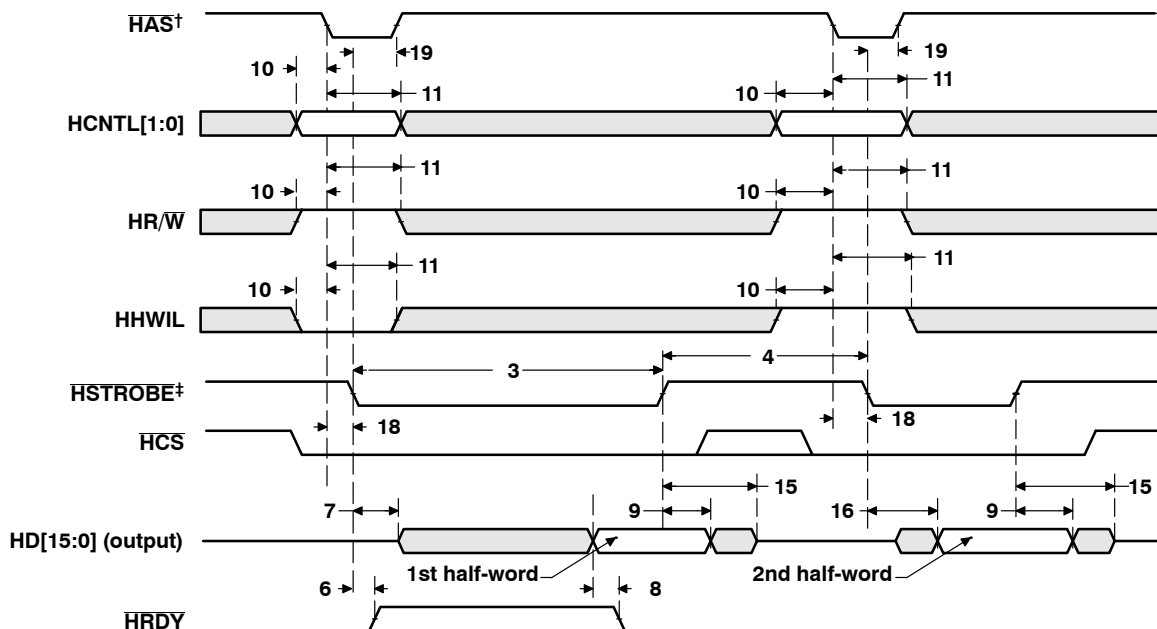 HAS†
19
19
10
11
10
11
HCNTL[1:0]
11
11
10
10
HR/W
11
11
10
10
HHWIL
3
4
HSTROBE‡
18
18
HCS
15
15
7
9
16
9
HD[15:0] (output)
1st half-word
2nd half-word
6
8
HRDY